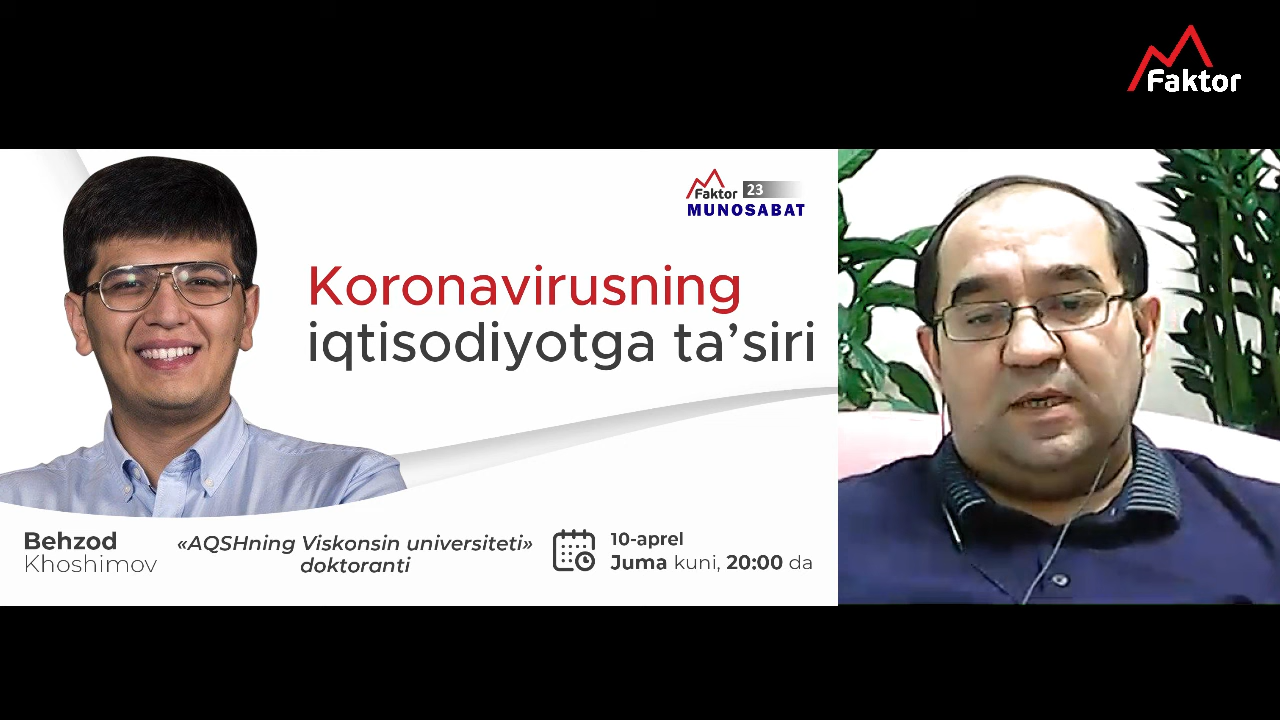 Faktor
Faktor 23
MUNOSABAT
Koronavirusning
iqtisodiyotga ta’siri
Behzod
Khoshimov
«AQSHning Viskonsin universiteti»
doktoranti
10-aprel
Juma kuni, 20:00 da